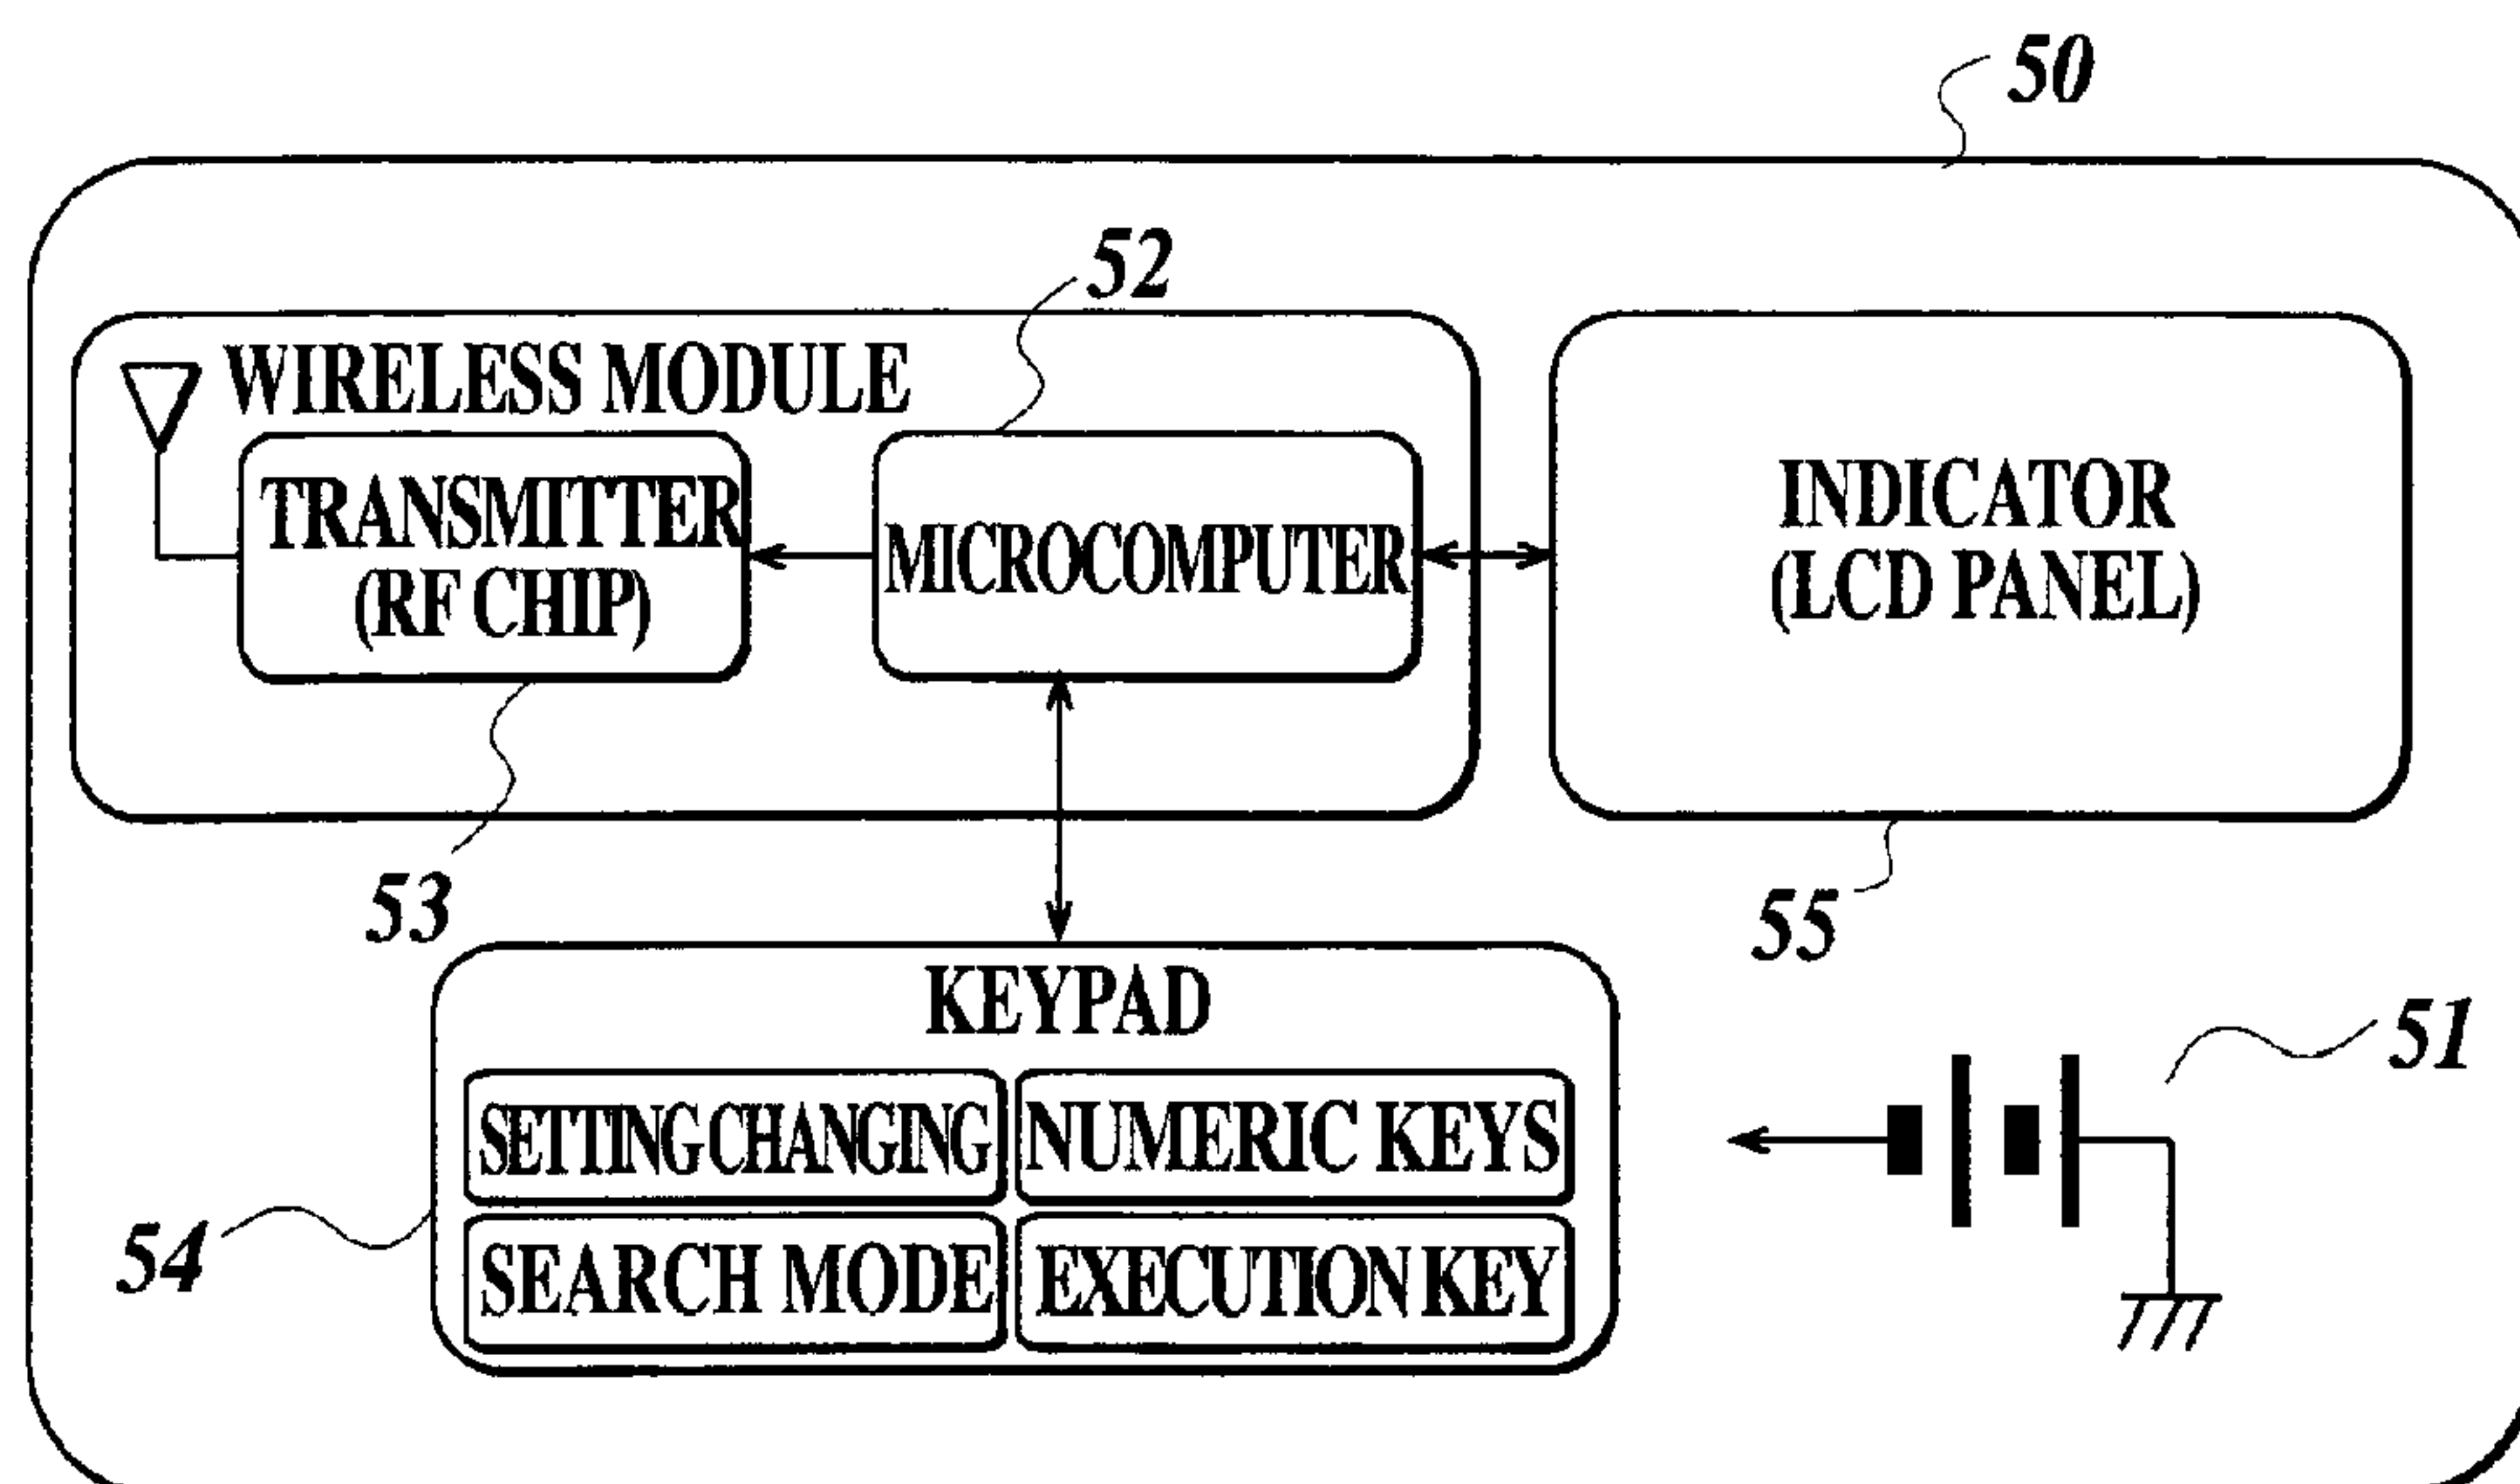 50
52
WIRELESS MODULE
TRANSMITTER
(RF CHIP)
MICROCOMPUTER
INDICATOR
(LCD PANEL)
53
55
KEYPAD
51
SETTING CHANGING
NUMERIC KEYS
54
SEARCH MODE
EXECUTION KEY